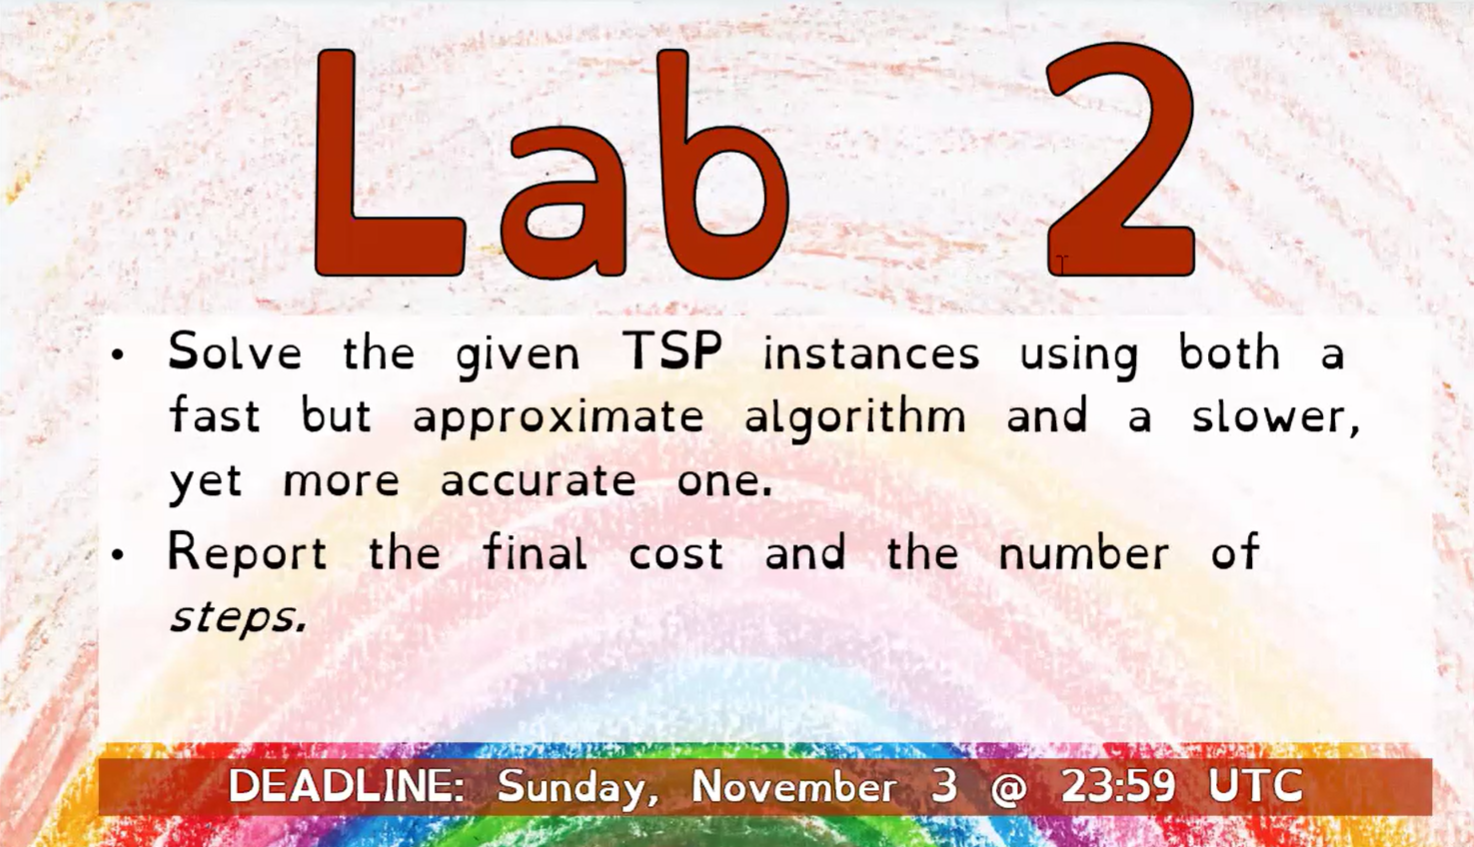 Lab 2
• Solve the given TSP instances using both a
fast but approximate algorithm and a slower,
yet more accurate one.
• Report the final cost and the number of
steps.
DEADLINE: Sunday, November 3 @ 23:59 UTC